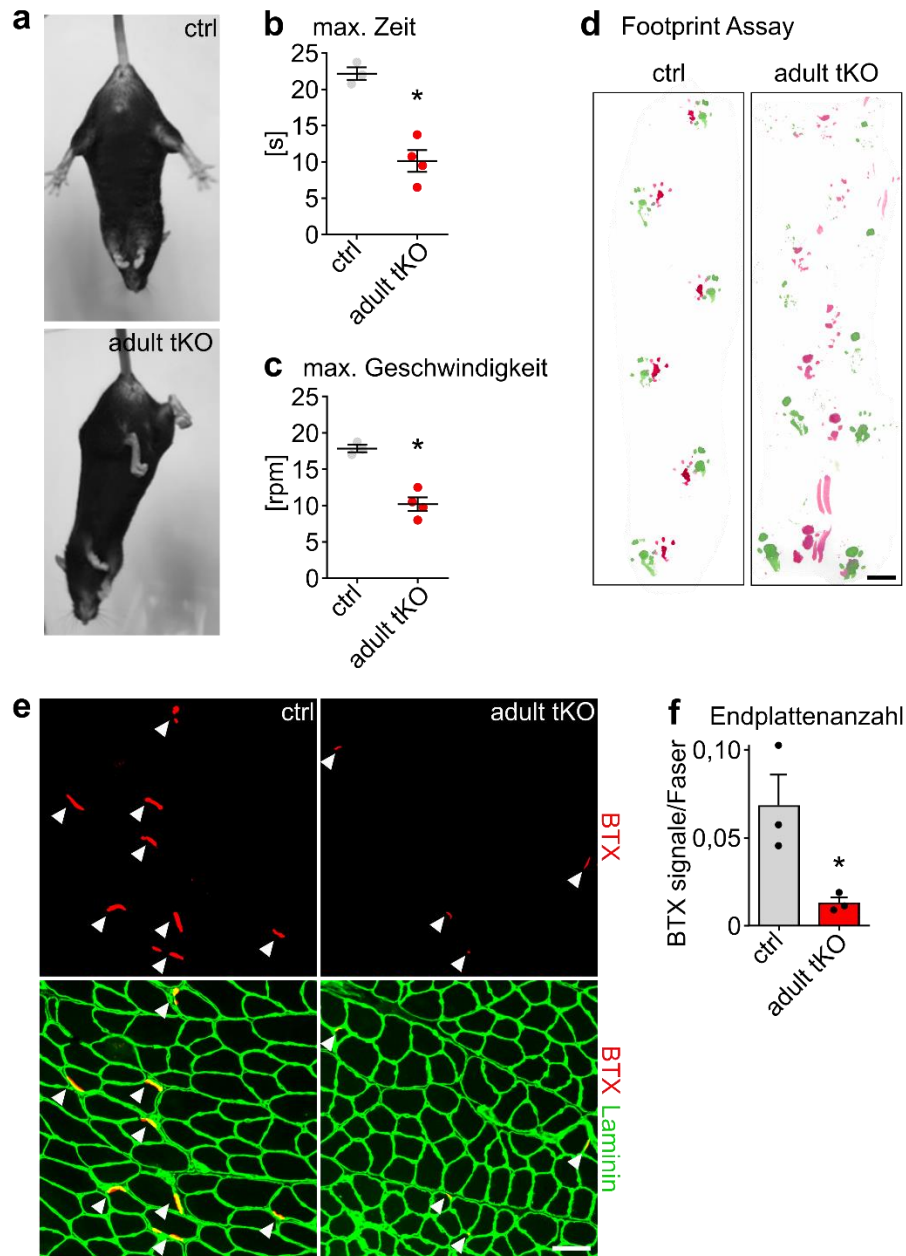 a
ctrl
adult tKO
b max. Zeit
25
20
15
10
5
0
[s]
*
ctrl
adult tKO
c max. Geschwindigkeit
25
20
15
10
5
0
[rpm]
*
ctrl
adult tKO
d Footprint Assay
ctrl
adult tKO
e
ctrl
adult tKO
BTX
BTX Laminin
f Endplattenanzahl
0,10
0,05
0
BTX signale/Faser
*
ctrl
adult tKO